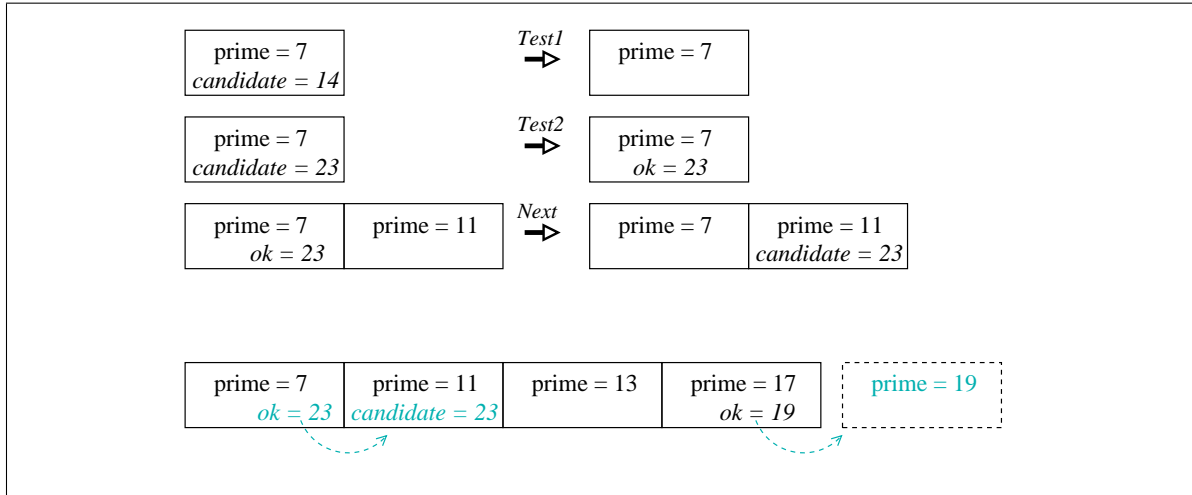 prime = 7
candidate = 14
Test1
prime = 7
prime = 7
candidate = 23
Test2
prime = 7
ok = 23
prime = 7
ok = 23
prime = 11
Next
prime = 7
prime = 11
candidate = 23
prime = 7
ok = 23
prime = 11
candidate = 23
prime = 13
prime = 17
ok = 19
prime = 19